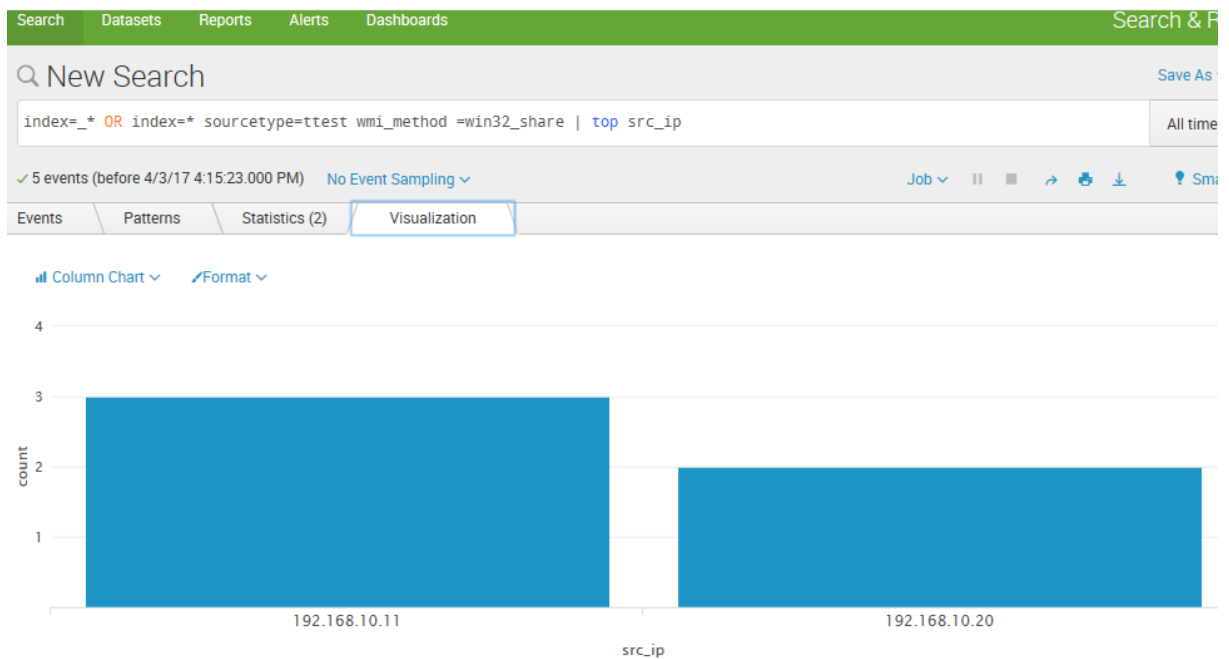 Search Datasets Reports Alerts Dashboards Search & R
New Search
Save As
index=_* OR index=* sourcetype=ttest wmi_method =win32_share | top src_ip
All time
5 events (before 4/3/17 4:15:23.000 PM) No Event Sampling Job Sma
Events Patterns Statistics (2) Visualization
Column Chart Format
4
3
2
1
count
192.168.10.11 192.168.10.20
src_ip